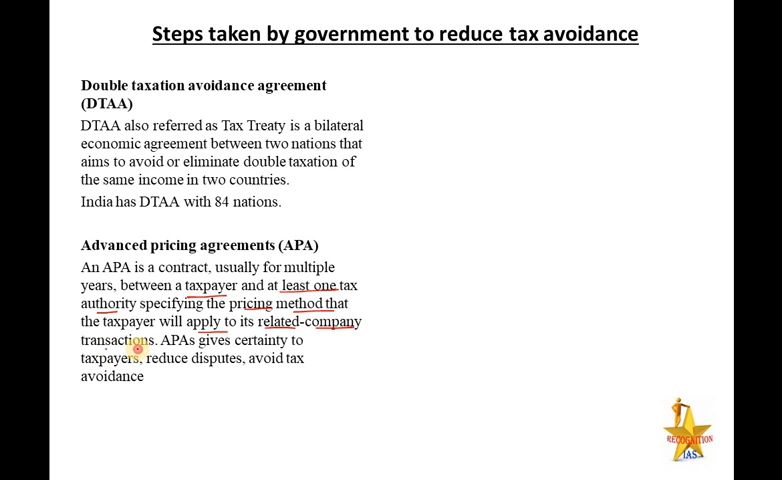 Steps taken by government to reduce tax avoidance
Double taxation avoidance agreement
(DTAA)
DTAA also referred as Tax Treaty is a bilateral
economic agreement between two nations that
aims to avoid or eliminate double taxation of
the same income in two countries.
India has DTAA with 84 nations.
Advanced pricing agreements (APA)
An APA is a contract, usually for multiple
years, between a taxpayer and at least one tax
authority specifying the pricing method that
the taxpayer will apply to its related-company
transactions. APAs gives certainty to
taxpayers, reduce disputes, avoid tax
avoidance
RECOGNITION
IAS